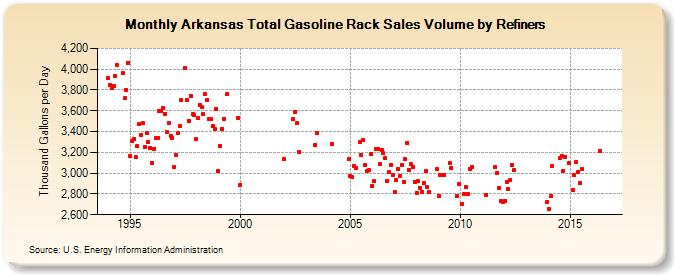 Monthly Arkansas Total Gasoline Rack Sales Volume by Refiners
Thousand Gallons per Day
4,200
4,000
3,800
3,600
3,400
3,200
3,000
2,800
2,600
1995 2000 2005 2010 2015
Source: U.S. Energy Information Administration